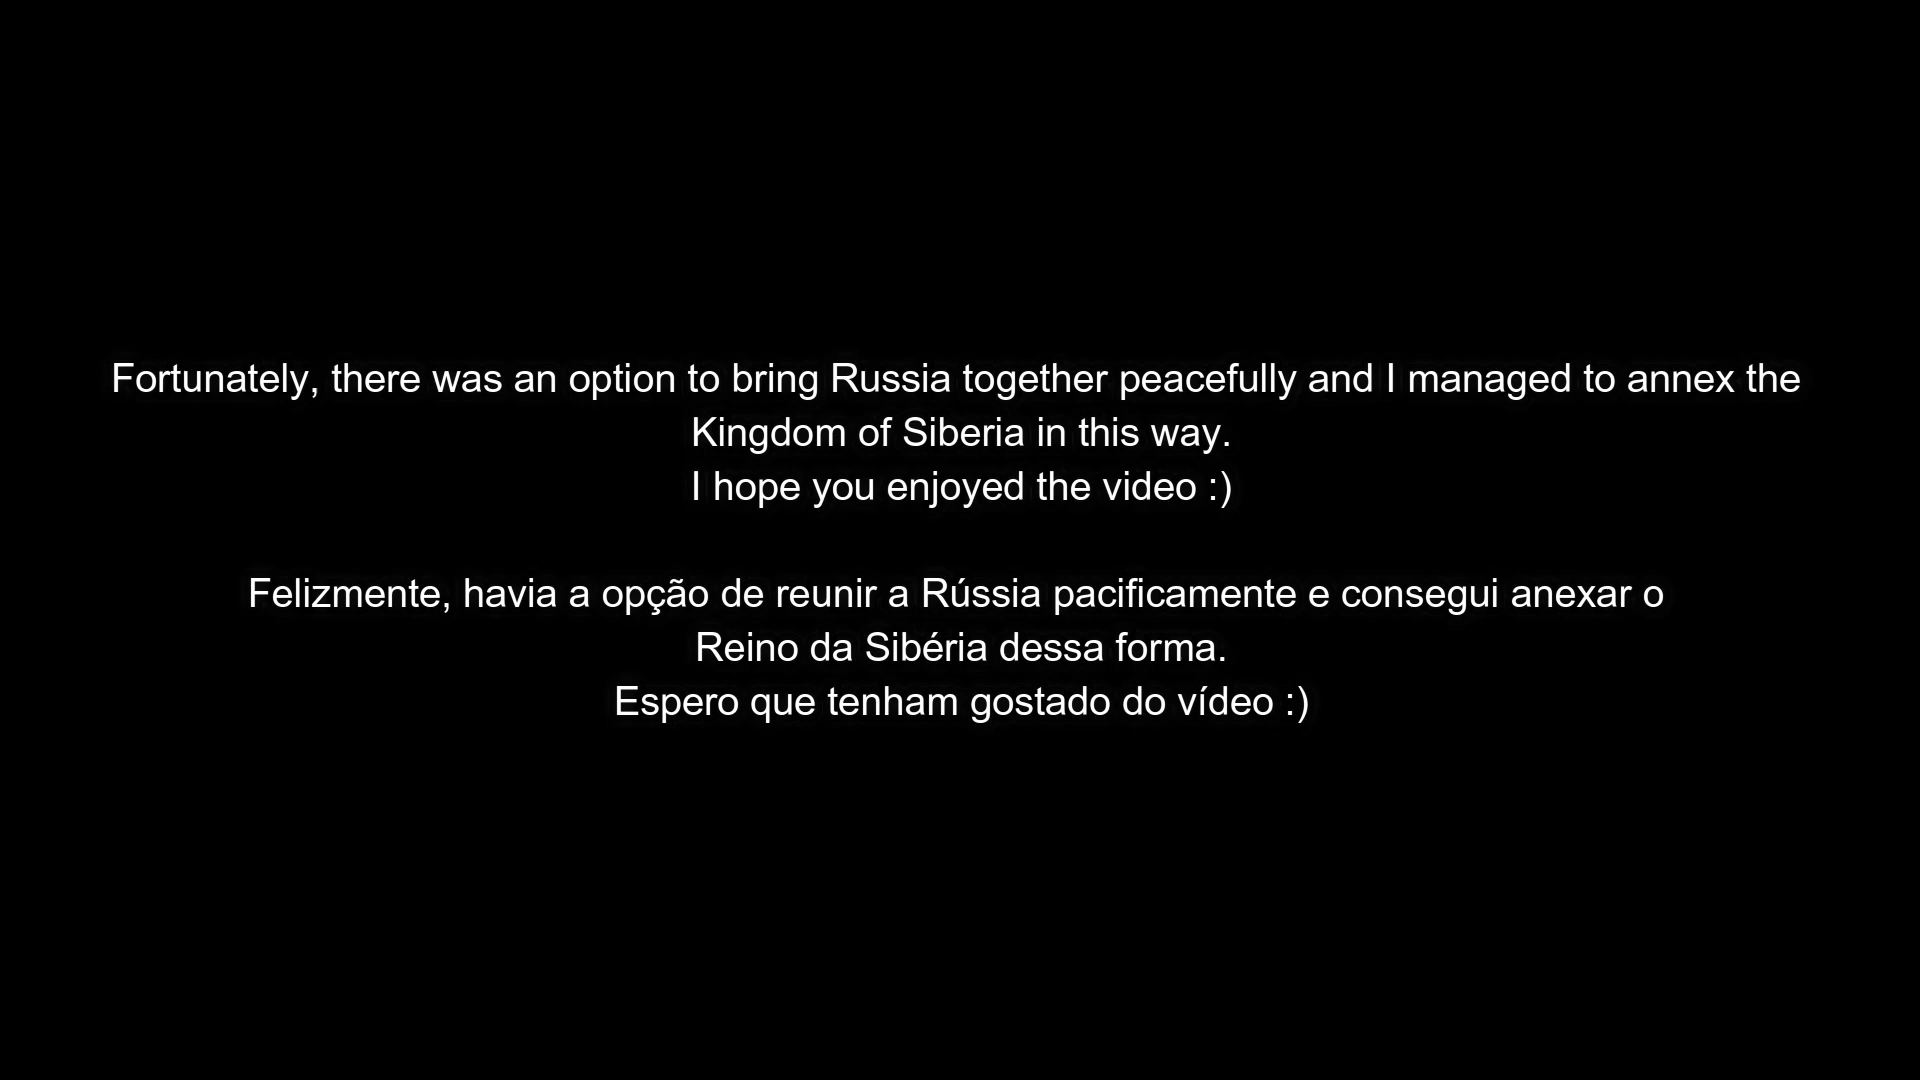 Fortunately, there was an option to bring Russia together peacefully and I managed to annex the
Kingdom of Siberia in this way.
I hope you enjoyed the video :)
Felizmente, havia a opção de reunir a Rússia pacificamente e consegui anexar o
Reino da Sibéria dessa forma.
Espero que tenham gostado do vídeo :)